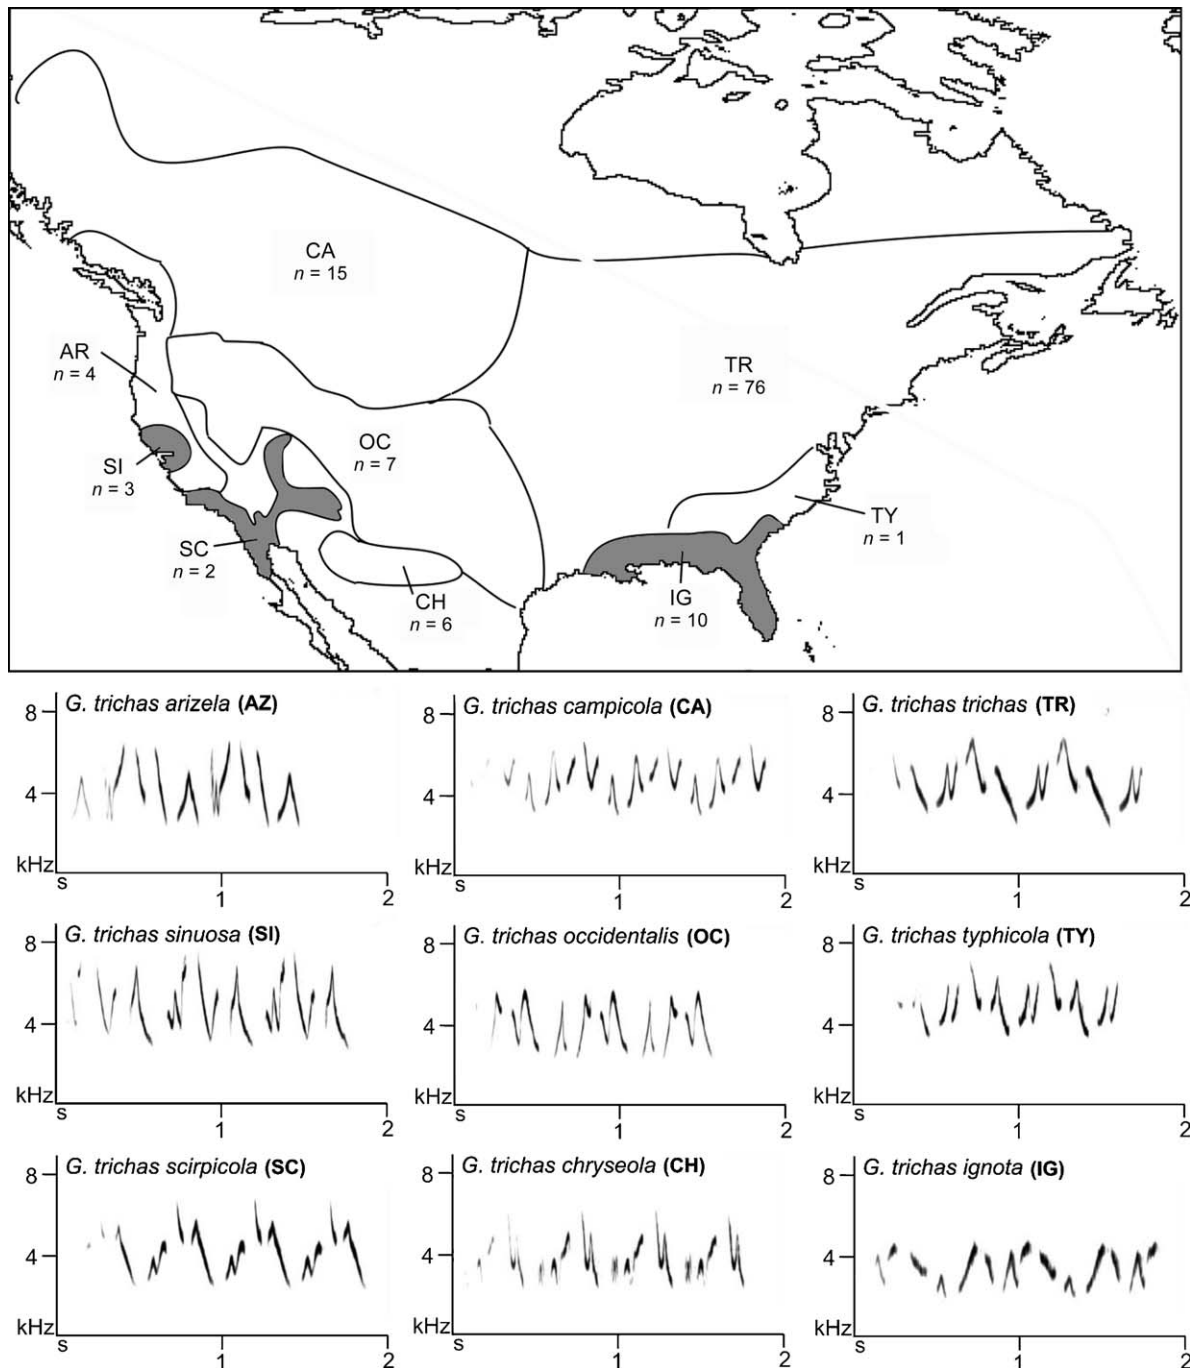 CA
n = 15
AR
n = 4
TR
n = 76
OC
n = 7
SI
n = 3
TY
n = 1
SC
n = 2
CH
n = 6
IG
n = 10
G. trichas arizela (AZ)
8
4
kHz
s
1
2
G. trichas campicola (CA)
8
4
kHz
s
1
2
G. trichas trichas (TR)
8
4
kHz
s
1
2
G. trichas sinuosa (SI)
8
4
kHz
s
1
2
G. trichas occidentalis (OC)
8
4
kHz
s
1
2
G. trichas typhicola (TY)
8
4
kHz
s
1
2
G. trichas scirpicola (SC)
8
4
kHz
s
1
2
G. trichas chryseola (CH)
8
4
kHz
s
1
2
G. trichas ignota (IG)
8
4
kHz
s
1
2